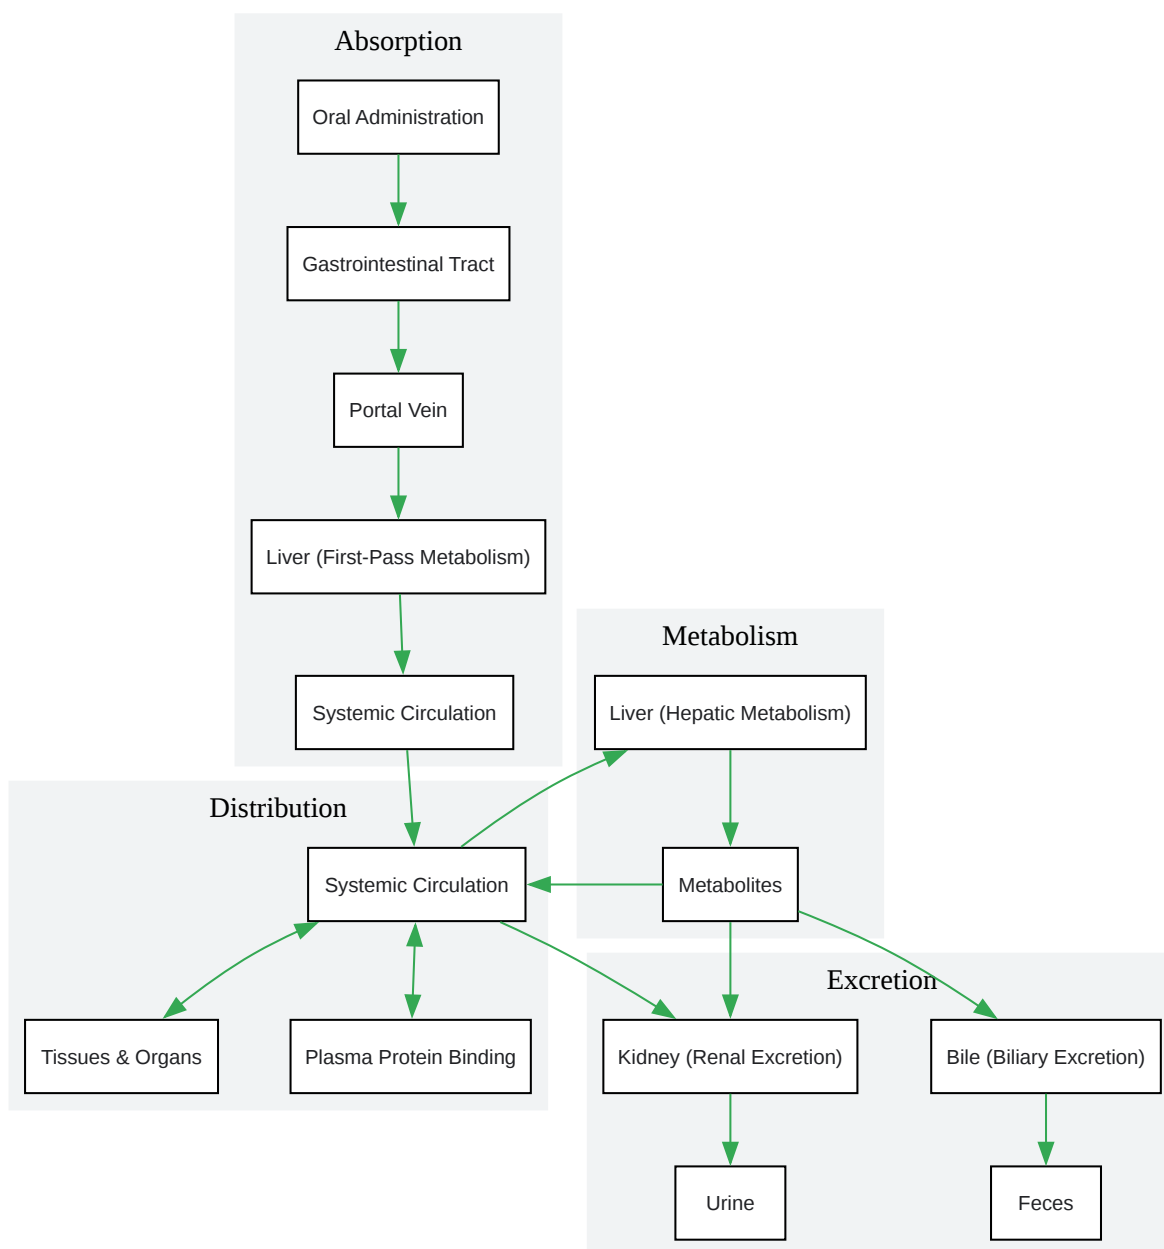 Absorption
Oral Administration
Gastrointestinal Tract
Portal Vein
Liver (First-Pass Metabolism)
Systemic Circulation
Metabolism
Liver (Hepatic Metabolism)
Metabolites
Distribution
Systemic Circulation
Tissues & Organs
Plasma Protein Binding
Excretion
Kidney (Renal Excretion)
Bile (Biliary Excretion)
Urine
Feces